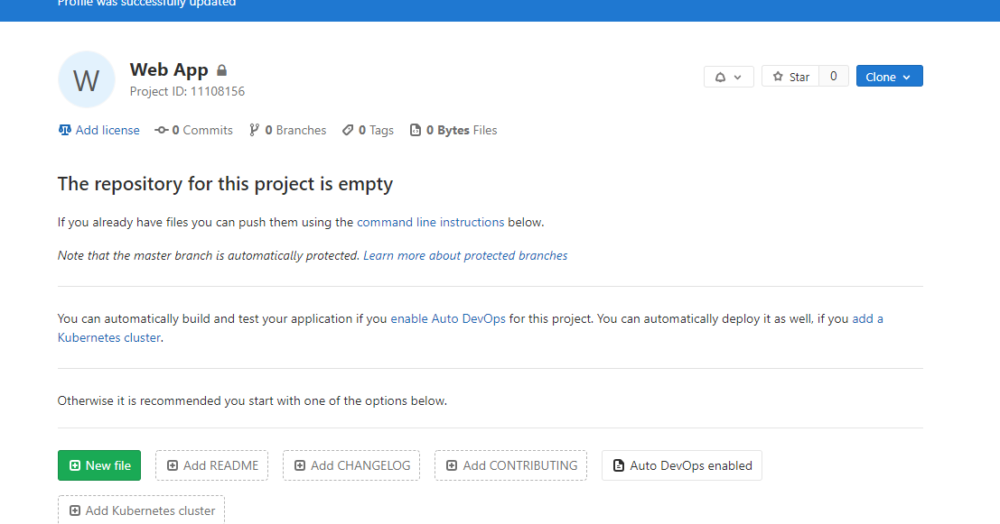 Profile was successfully updated
W
Web App
Project ID: 11108156
Star 0 Clone
Add license 0 Commits 0 Branches 0 Tags 0 Bytes Files
The repository for this project is empty
If you already have files you can push them using the command line instructions below.
Note that the master branch is automatically protected. Learn more about protected branches
You can automatically build and test your application if you enable Auto DevOps for this project. You can automatically deploy it as well, if you add a
Kubernetes cluster.
Otherwise it is recommended you start with one of the options below.
New file Add README Add CHANGELOG Add CONTRIBUTING Auto DevOps enabled
Add Kubernetes cluster